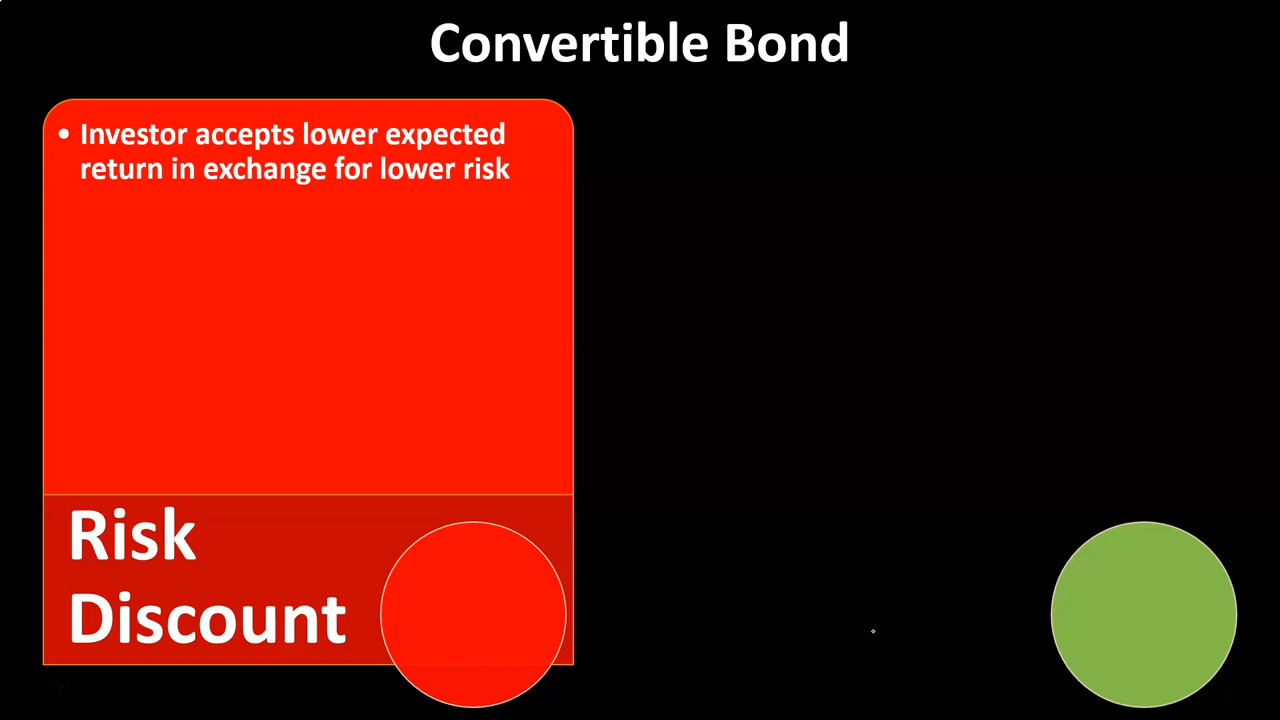 Convertible Bond
• Investor accepts lower expected
return in exchange for lower risk
Risk
Discount